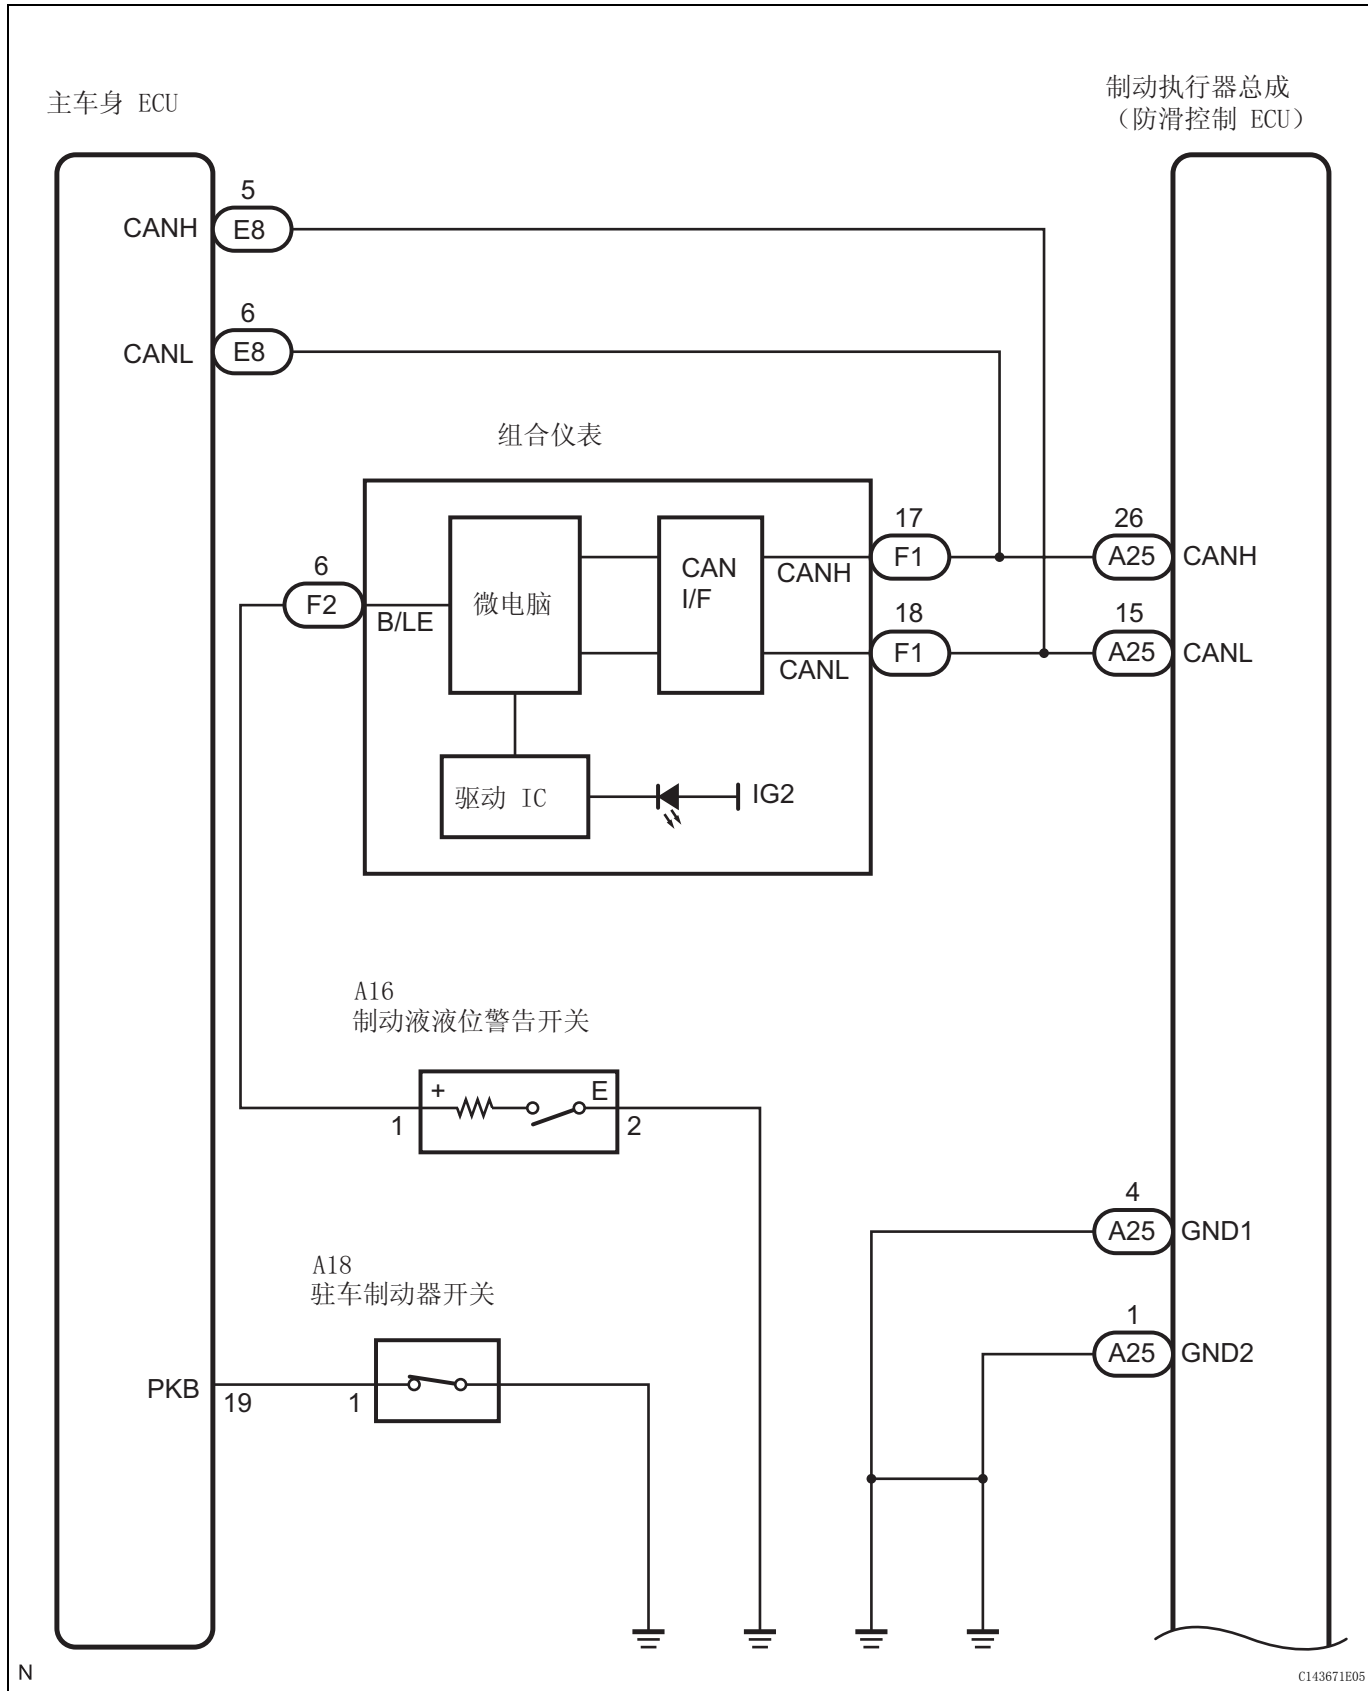 主车身 ECU
制动执行器总成
（防滑控制 ECU）
5
CANH
E8
6
CANL
E8
组合仪表
17
26
CAN
I/F
CANH
F1
A25
CANH
6
F2
B/LE
微电脑
18
15
CANL
F1
A25
CANL
驱动 IC
IG2
A16
制动液液位警告开关
+
E
1
2
4
A25
GND1
A18
驻车制动器开关
1
A25
GND2
PKB
19
1
N
C143671E05